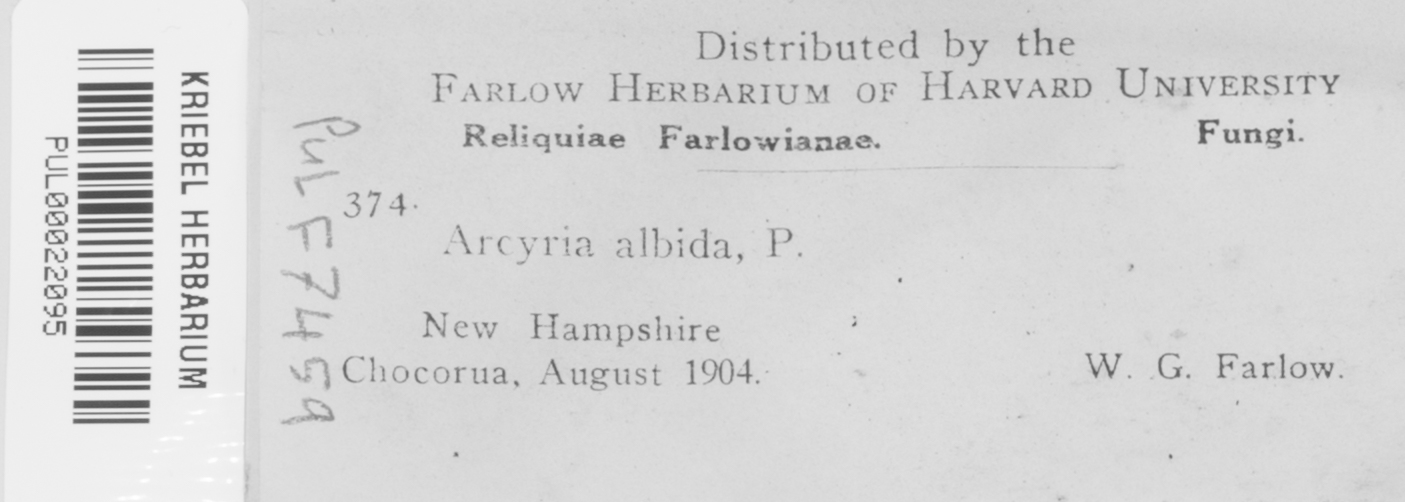 KRIEBEL HERBARIUM
PUL00022095
PUL F7459
Distributed by the
FARLOW HERBARIUM OF HARVARD UNIVERSITY
Reliquiae Farlowianae. Fungi.
374.
Arcyria albida, P.
New Hampshire
Chocorua, August 1904. W. G. Farlow.